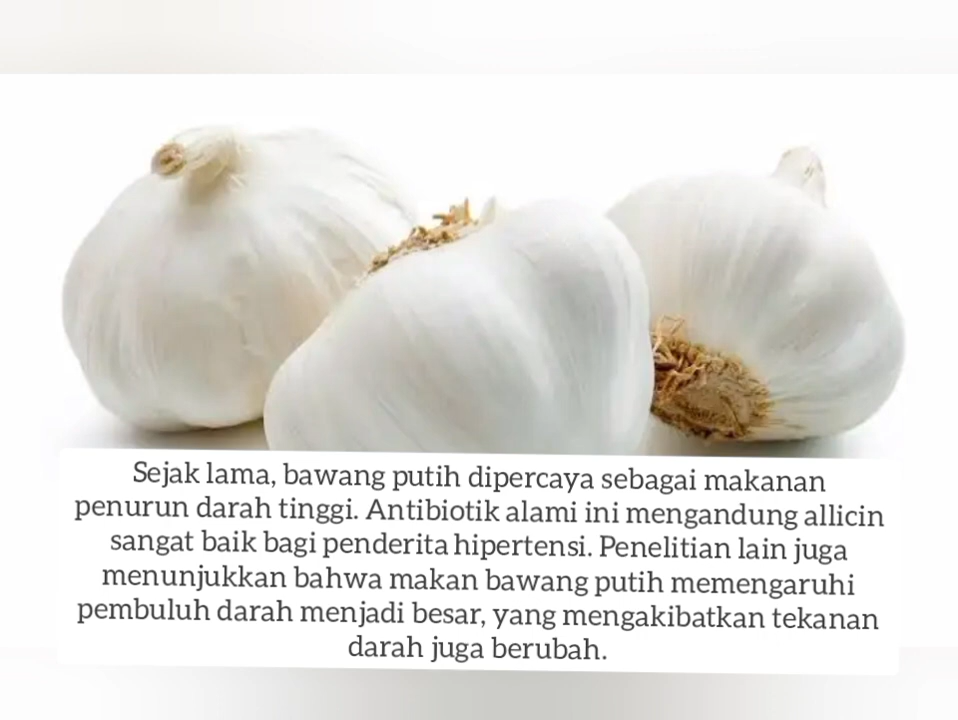 Sejak lama, bawang putih dipercaya sebagai makanan
penurun darah tinggi. Antibiotik alami ini mengandung allicin
sangat baik bagi penderita hipertensi. Penelitian lain juga
menunjukkan bahwa makan bawang putih memengaruhi
pembuluh darah menjadi besar, yang mengakibatkan tekanan
darah juga berubah.